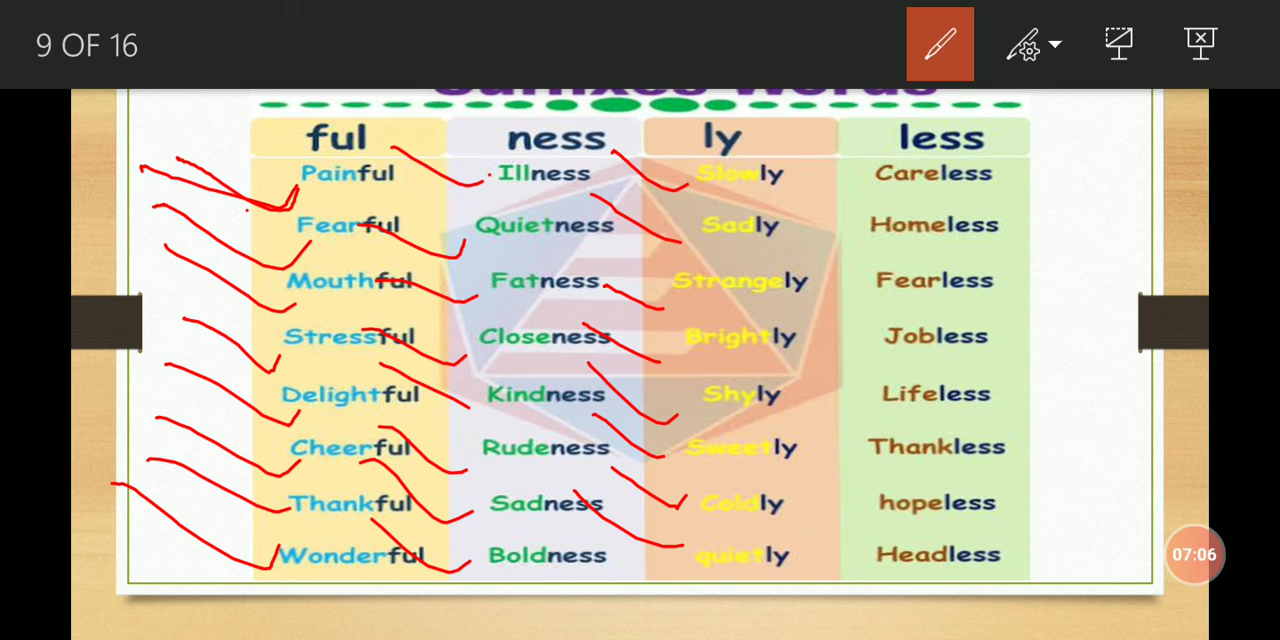 9 OF 16
Suffixes Words
ful ness ly less
Painful Illness Slowly Careless
Fearful Quietness Sadly Homeless
Mouthful Fatness Strangely Fearless
Stressful Closeness Brightly Jobless
Delightful Kindness Shyly Lifeless
Cheerful Rudeness Sweetly Thankless
Thankful Sadness Coldly hopeless
Wonderful Boldness quietly Headless
07:06